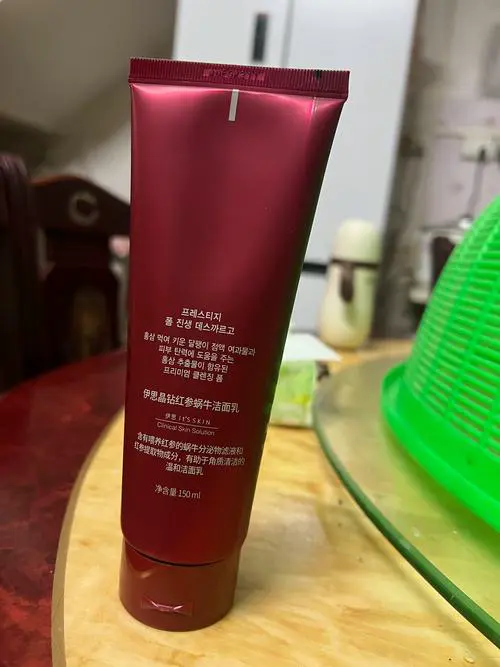 프레스티지
폼 진생 데스까르고
홍삼 먹여 키운 달팽이 점액 여과물과
피부 탄력에 도움을 주는
홍삼 추출물이 함유된
프리미엄 클렌징 폼
伊思晶钻红参蜗牛洁面乳
伊思 It'S SKIN
Clinical Skin Solution
含有喂养红参的蜗牛分泌物滤液和
红参提取物成分，有助于角质清洁的
温和洁面乳
净含量150ml